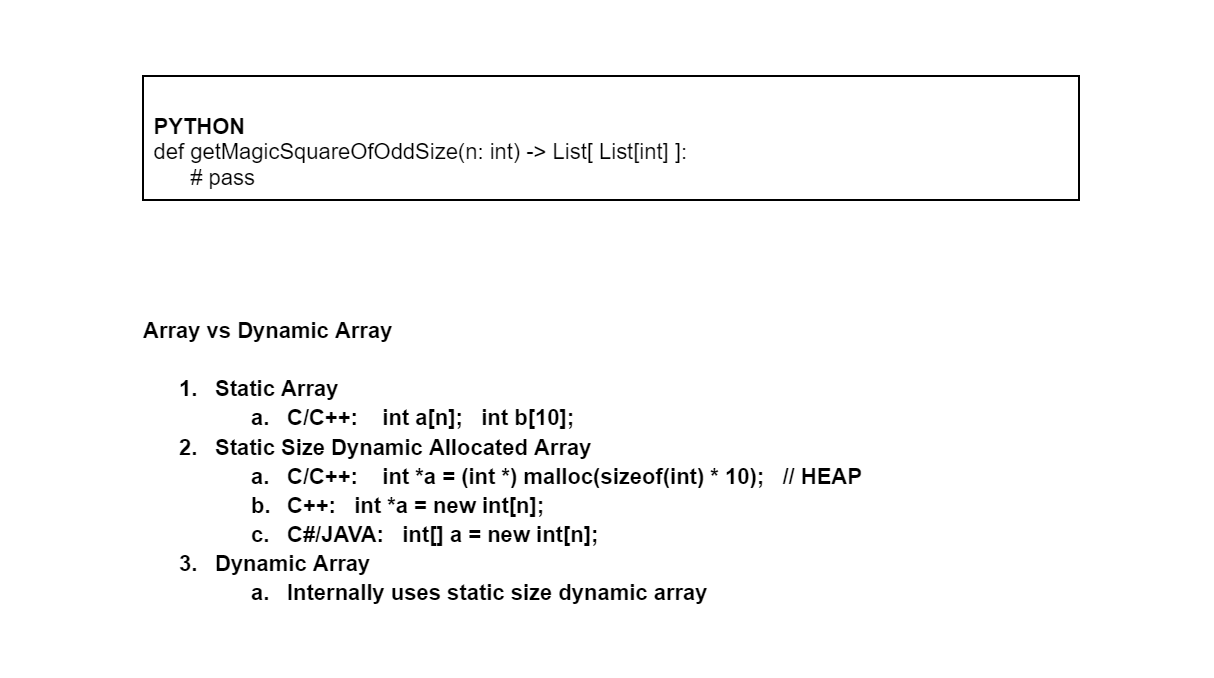 PYTHON
def getMagicSquareOfOddSize(n: int) -> List[ List[int] ]:
# pass
Array vs Dynamic Array
1. Static Array
a. C/C++: int a[n]; int b[10];
2. Static Size Dynamic Allocated Array
a. C/C++: int *a = (int *) malloc(sizeof(int) * 10); // HEAP
b. C++: int *a = new int[n];
c. C#/JAVA: int[] a = new int[n];
3. Dynamic Array
a. Internally uses static size dynamic array